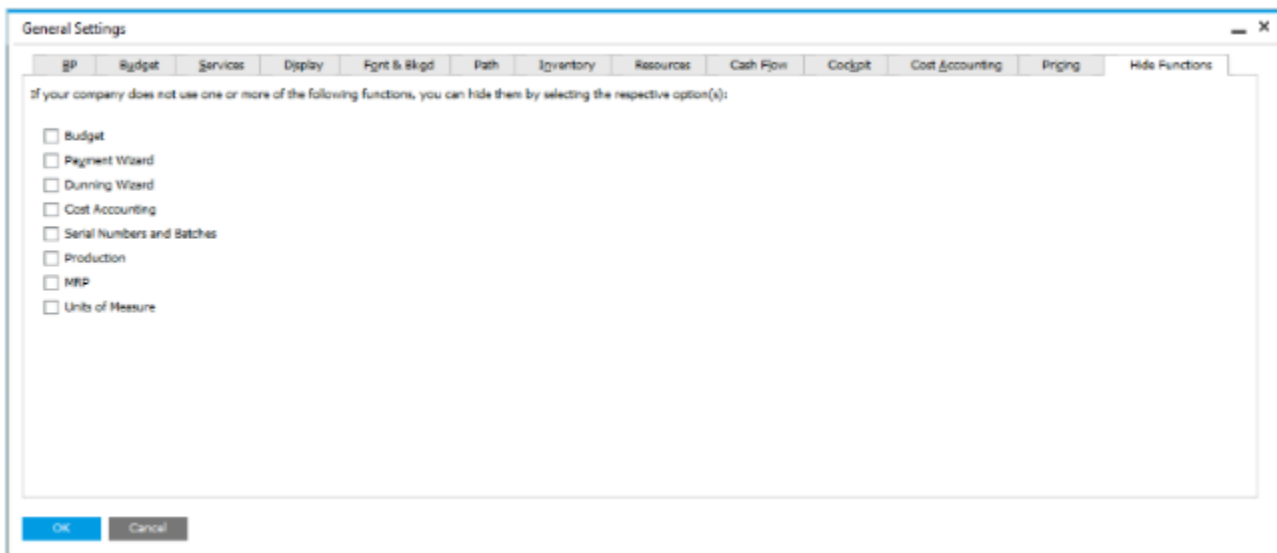 General Settings
BP Budget Services Display Font & Bkgd Path Inventory Resources Cash Flow Cockpit Cost Accounting Pricing Hide Functions
If your company does not use one or more of the following functions, you can hide them by selecting the respective option(s):
Budget
Payment Wizard
Dunning Wizard
Cost Accounting
Serial Numbers and Batches
Production
MRP
Units of Measure
OK Cancel